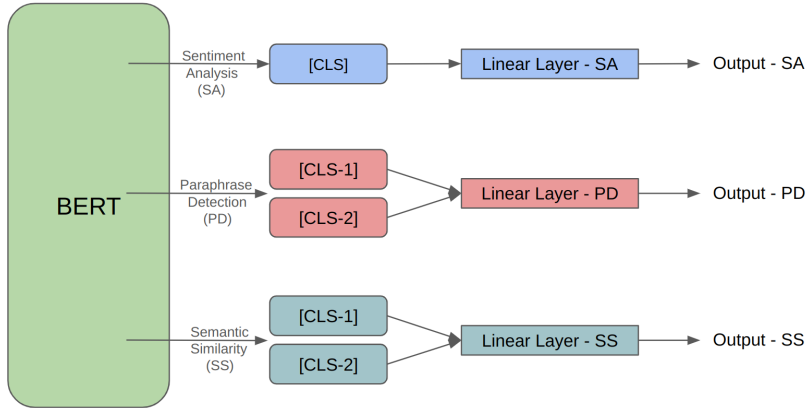 BERT
Sentiment
Analysis
(SA)
[CLS]
Linear Layer - SA
Output - SA
Paraphrase
Detection
(PD)
[CLS-1]
[CLS-2]
Linear Layer - PD
Output - PD
Semantic
Similarity
(SS)
[CLS-1]
[CLS-2]
Linear Layer - SS
Output - SS